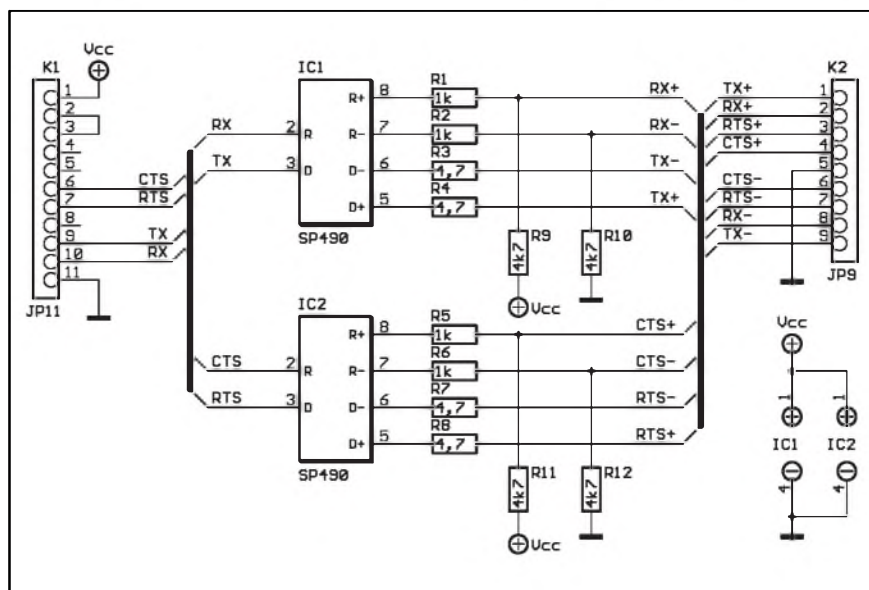 K1
Vcc
1
2
3
4
5
6
7
8
9
10
11
JP11
CTS
RTS
TX
RX
RX
TX
CTS
RTS
IC1
2 R
3 D
R+ 8
R- 7
D- 6
D+ 5
SP490
R1
1k
R2
1k
R3
4,7
R4
4,7
RX+
RX-
TX-
TX+
R9
4k7
Vcc
R10
4k7
IC2
2 R
3 D
R+ 8
R- 7
D- 6
D+ 5
SP490
R5
1k
R6
1k
R7
4,7
R8
4,7
CTS+
CTS-
RTS-
RTS+
R11
4k7
Vcc
R12
4k7
K2
TX+ 1
RX+ 2
RTS+ 3
CTS+ 4
5
CTS- 6
RTS- 7
RX- 8
TX- 9
JP9
Vcc
1
1
IC1
IC2
4
4